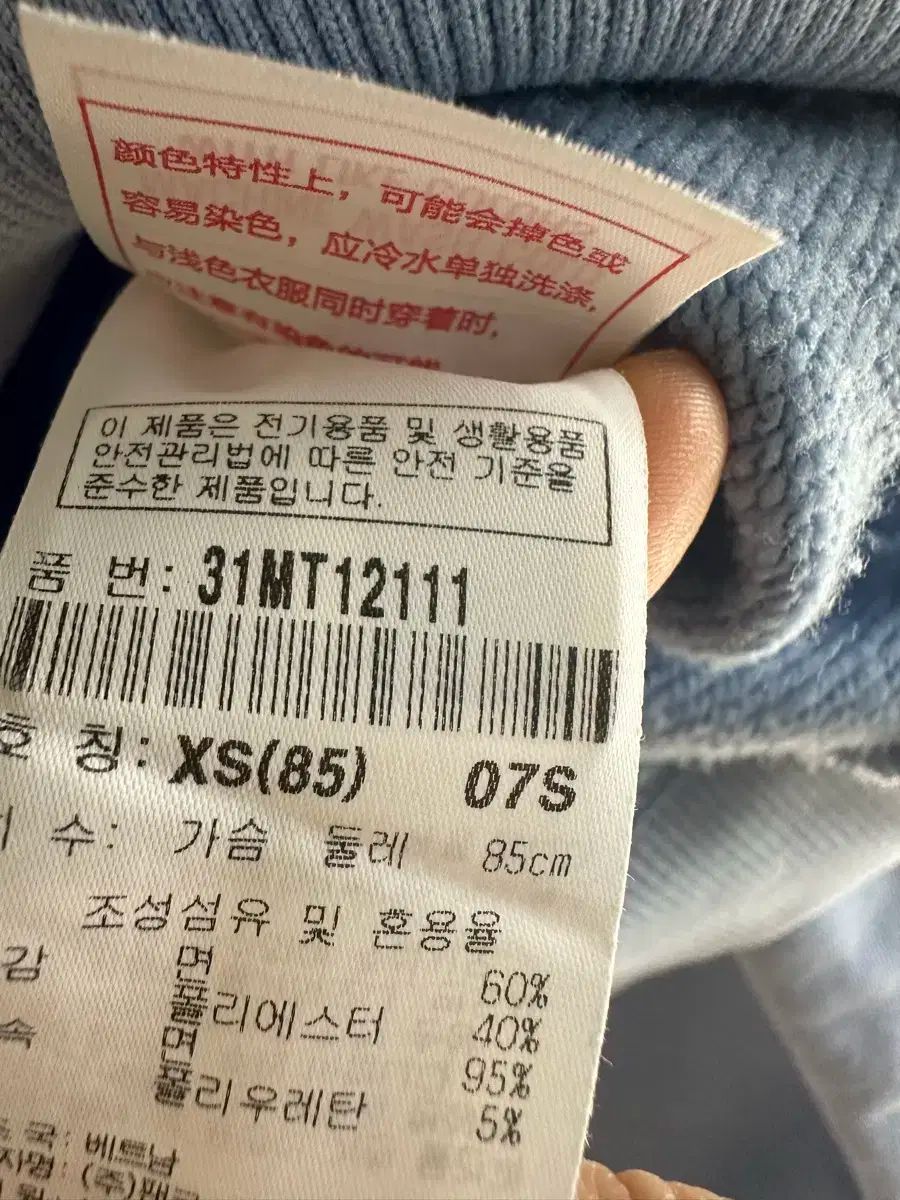 颜色特性上，可能会掉色或
容易染色，应冷水单独洗涤，
与浅色衣服同时穿着时，
이 제품은 전기용품 및 생활용품
안전관리법에 따른 안전 기준을
준수한 제품입니다.
품 번: 31MT12111
호 칭: XS(85) 07S
수: 가슴 둘레 85cm
조성섬유 및 혼용율
감 면 60%
폴리에스터 40%
면 95%
폴리우레탄 5%
국: 베트남
자명: (주)